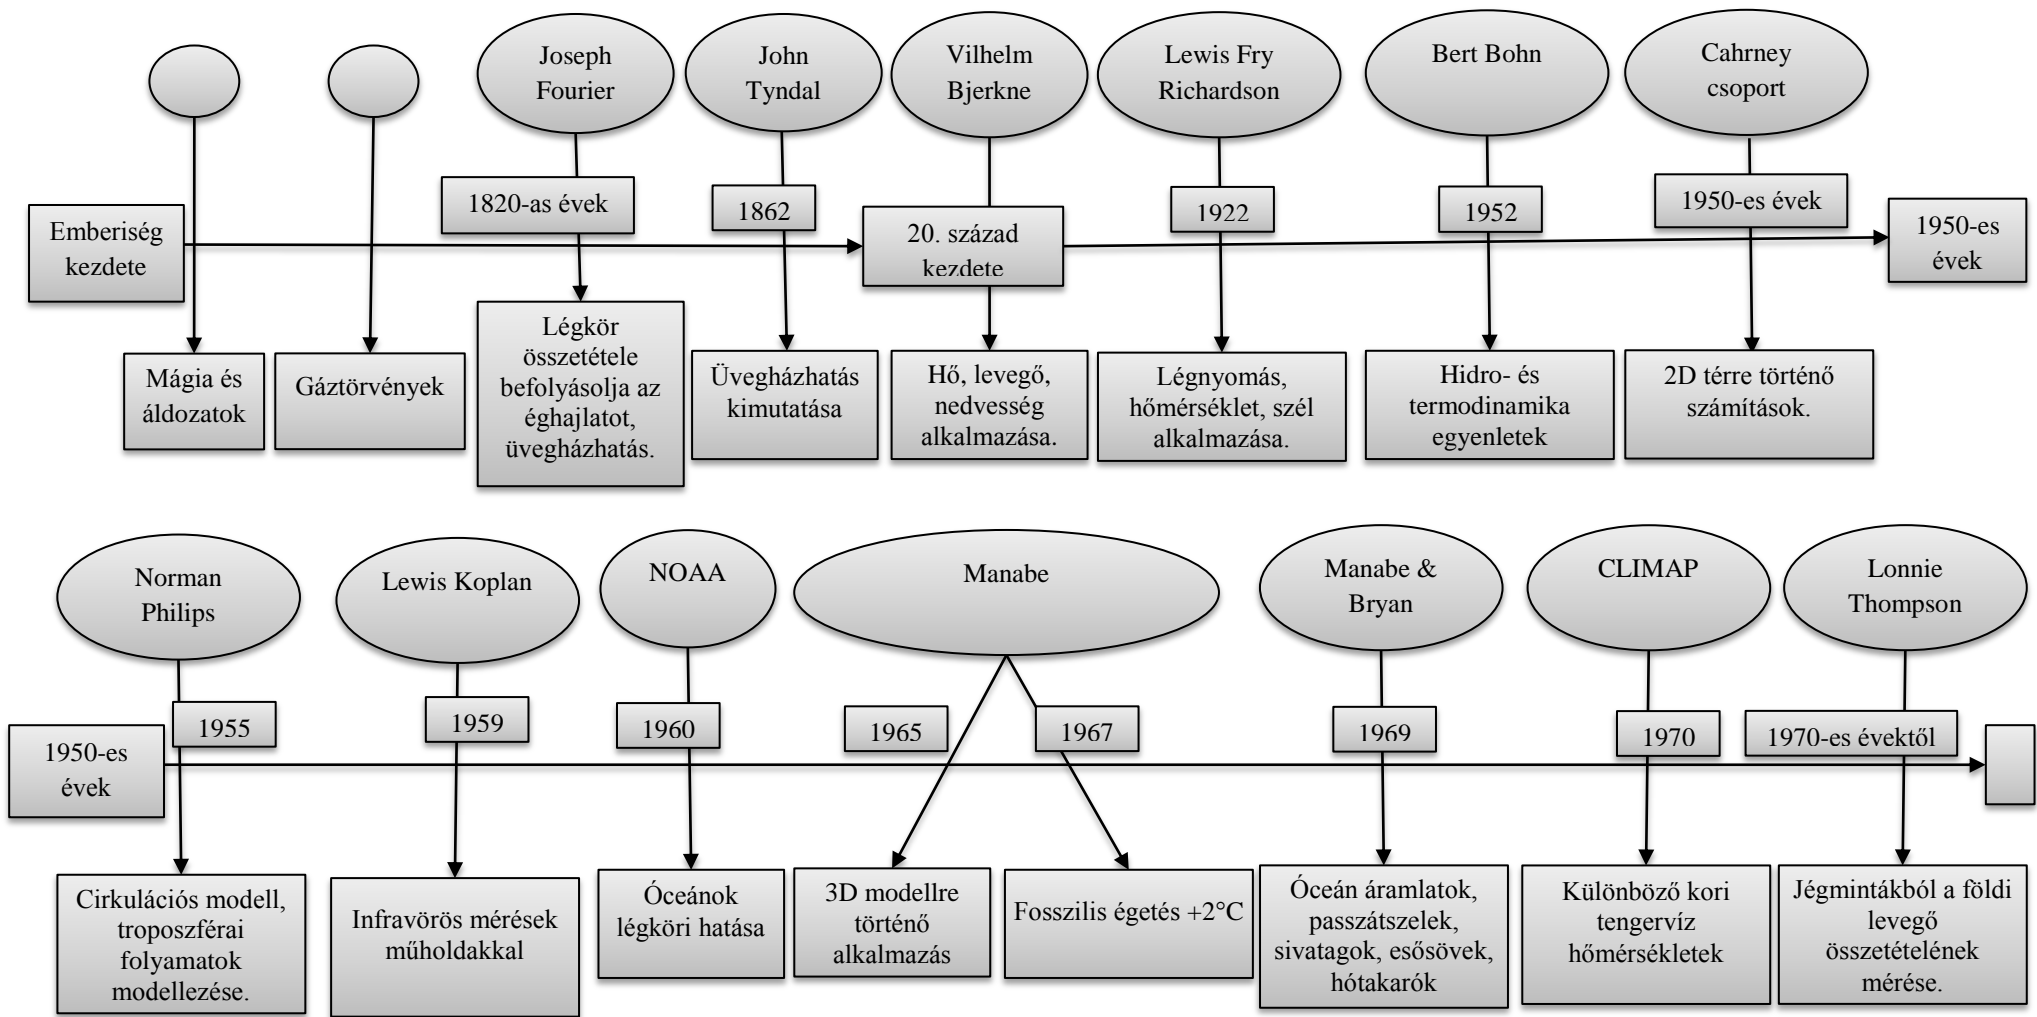 Joseph
Fourier
John
Tyndal
Vilhelm
Bjerkne
Lewis Fry
Richardson
Bert Bohn
Cahrney
csoport
1820-as évek
1862
1922
1952
1950-es évek
Emberiség
kezdete
20. század
kezdete
1950-es
évek
Mágia és
áldozatok
Gáztörvények
Légkör
összetétele
befolyásolja az
éghajlatot,
üvegházhatás.
Üvegházhatás
kimutatása
Hő, levegő,
nedvesség
alkalmazása.
Légnyomás,
hőmérséklet, szél
alkalmazása.
Hidro- és
termodinamika
egyenletek
2D térre történő
számítások.
Norman
Philips
Lewis Koplan
NOAA
Manabe
Manabe &
Bryan
CLIMAP
Lonnie
Thompson
1950-es
évek
1955
1959
1960
1965
1967
1969
1970
1970-es évektől
Cirkulációs modell,
troposzférai
folyamatok
modellezése.
Infravörös mérések
műholdakkal
Óceánok
légköri hatása
3D modellre
történő
alkalmazás
Fosszilis égetés +2°C
Óceán áramlatok,
passzátszelek,
sivatagok, esősövek,
hótakarók
Különböző kori
tengervíz
hőmérsékletek
Jégmintákból a földi
levegő
összetételének
mérése.